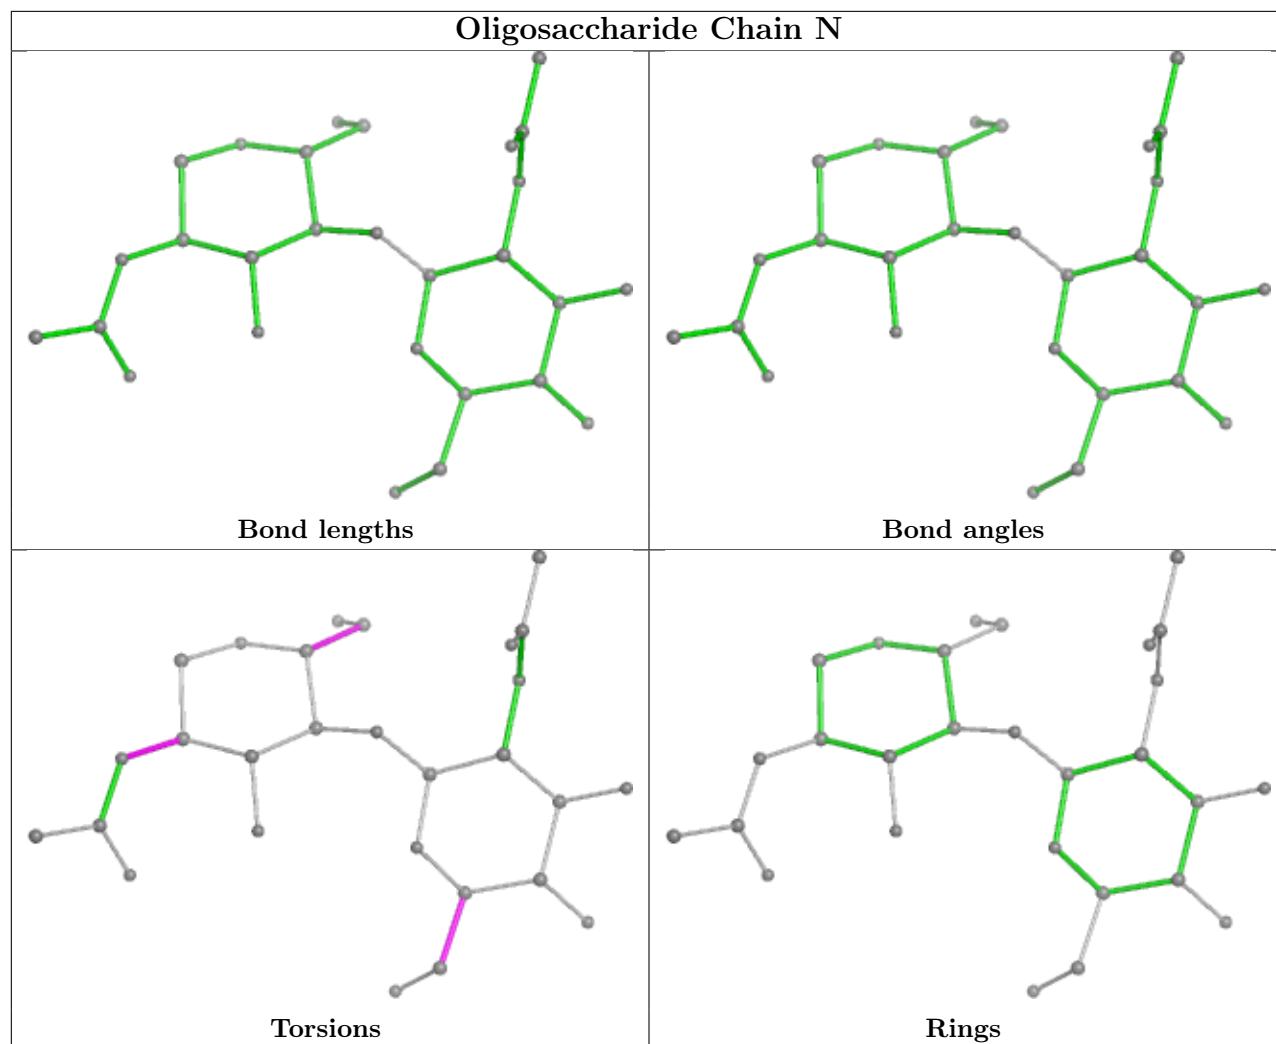 Oligosaccharide Chain N
Bond lengths
Bond angles
Torsions
Rings